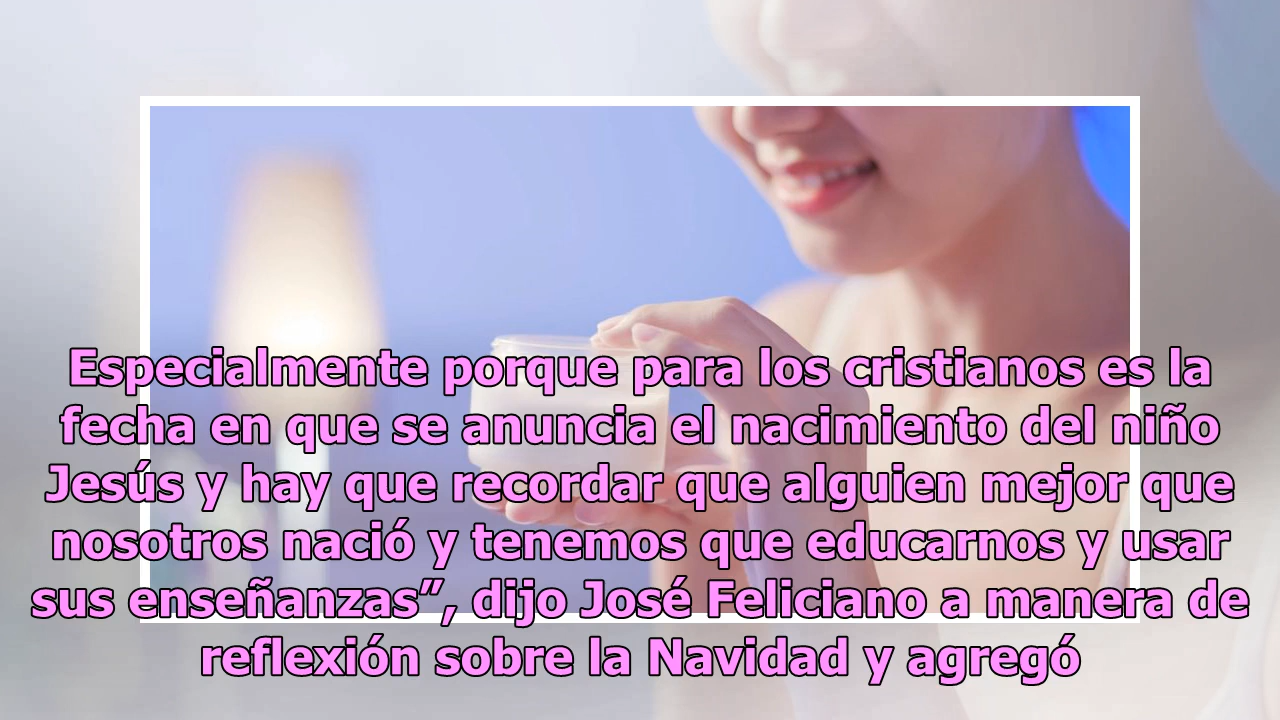 Especialmente porque para los cristianos es la
fecha en que se anuncia el nacimiento del niño
Jesús y hay que recordar que alguien mejor que
nosotros nació y tenemos que educarnos y usar
sus enseñanzas”, dijo José Feliciano a manera de
reflexión sobre la Navidad y agregó